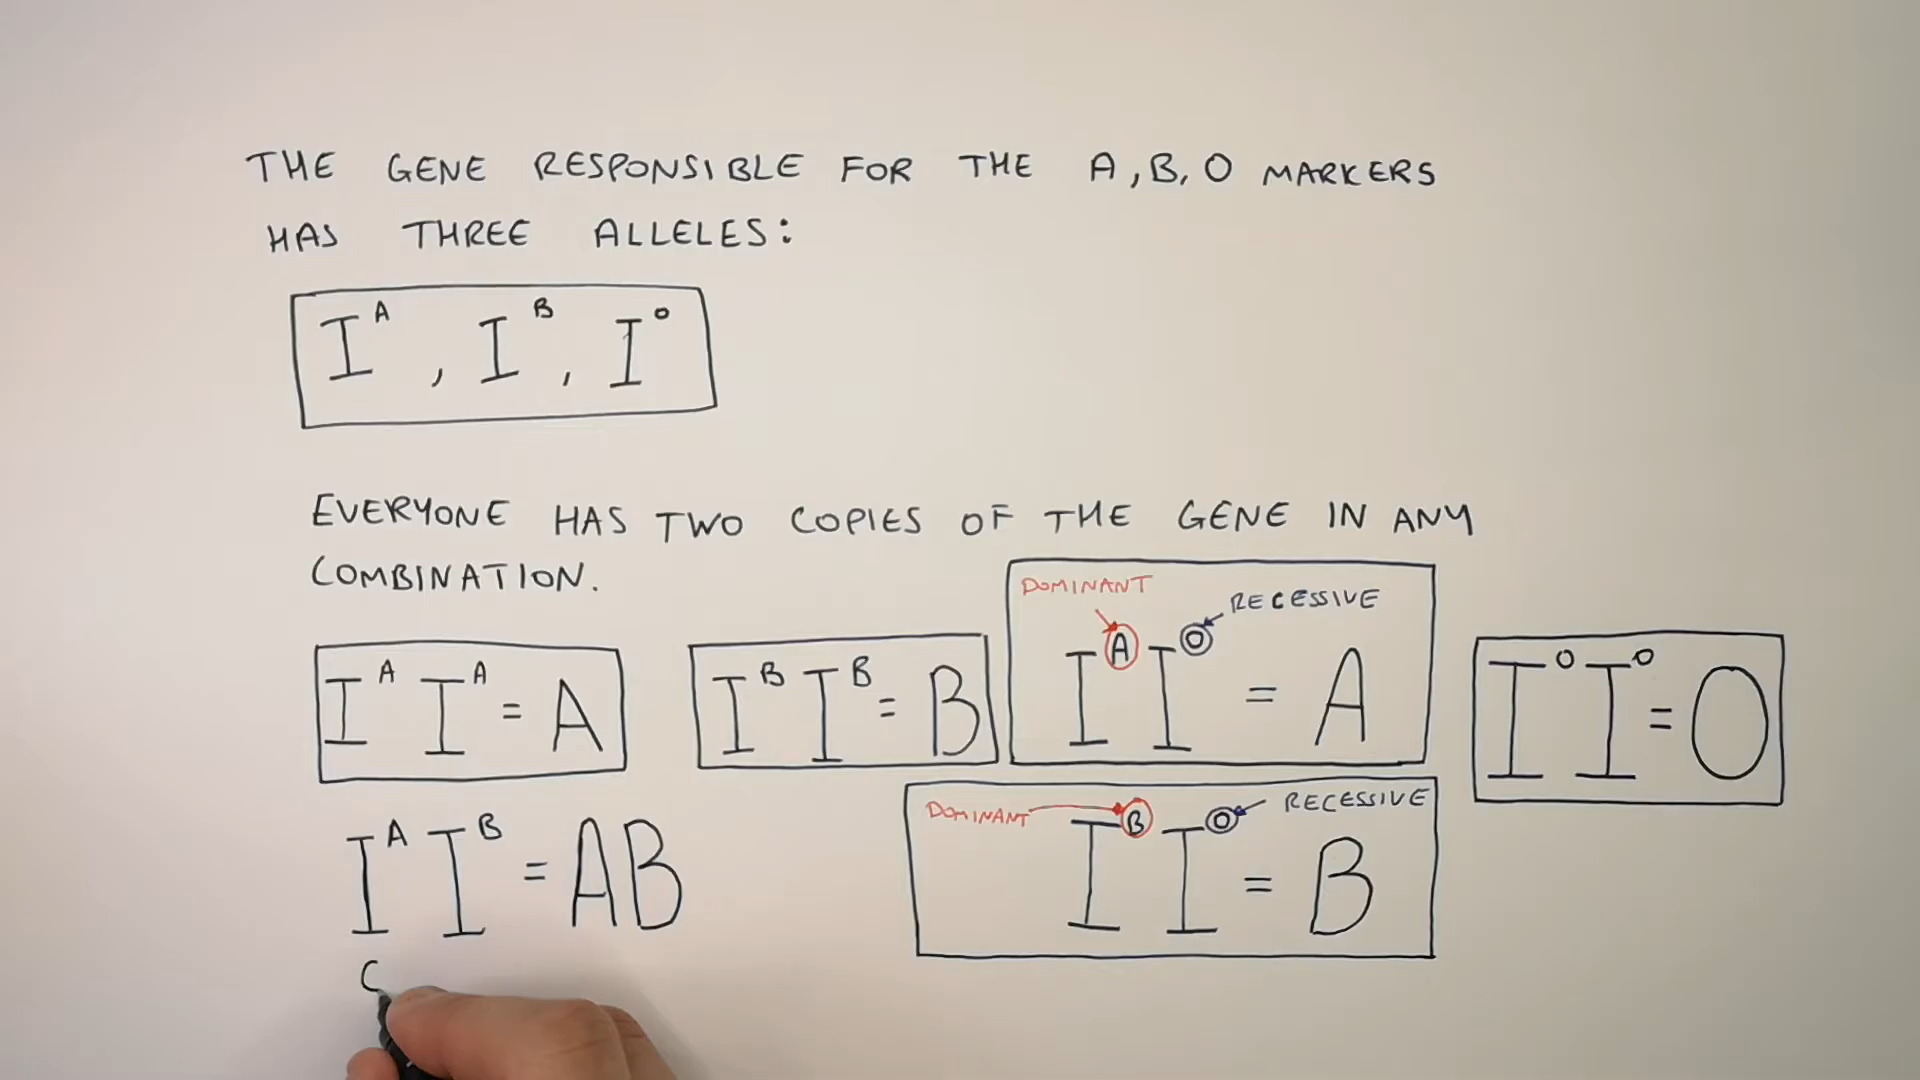 THE GENE RESPONSIBLE FOR THE A, B, O MARKERS
HAS THREE ALLELES:
I^A, I^B, I^O
EVERYONE HAS TWO COPIES OF THE GENE IN ANY
COMBINATION.
I^A I^A = A
I^B I^B = B
DOMINANT
RECESSIVE
I^A I^O = A
I^O I^O = O
I^A I^B = AB
DOMINANT
RECESSIVE
I^B I^O = B
C